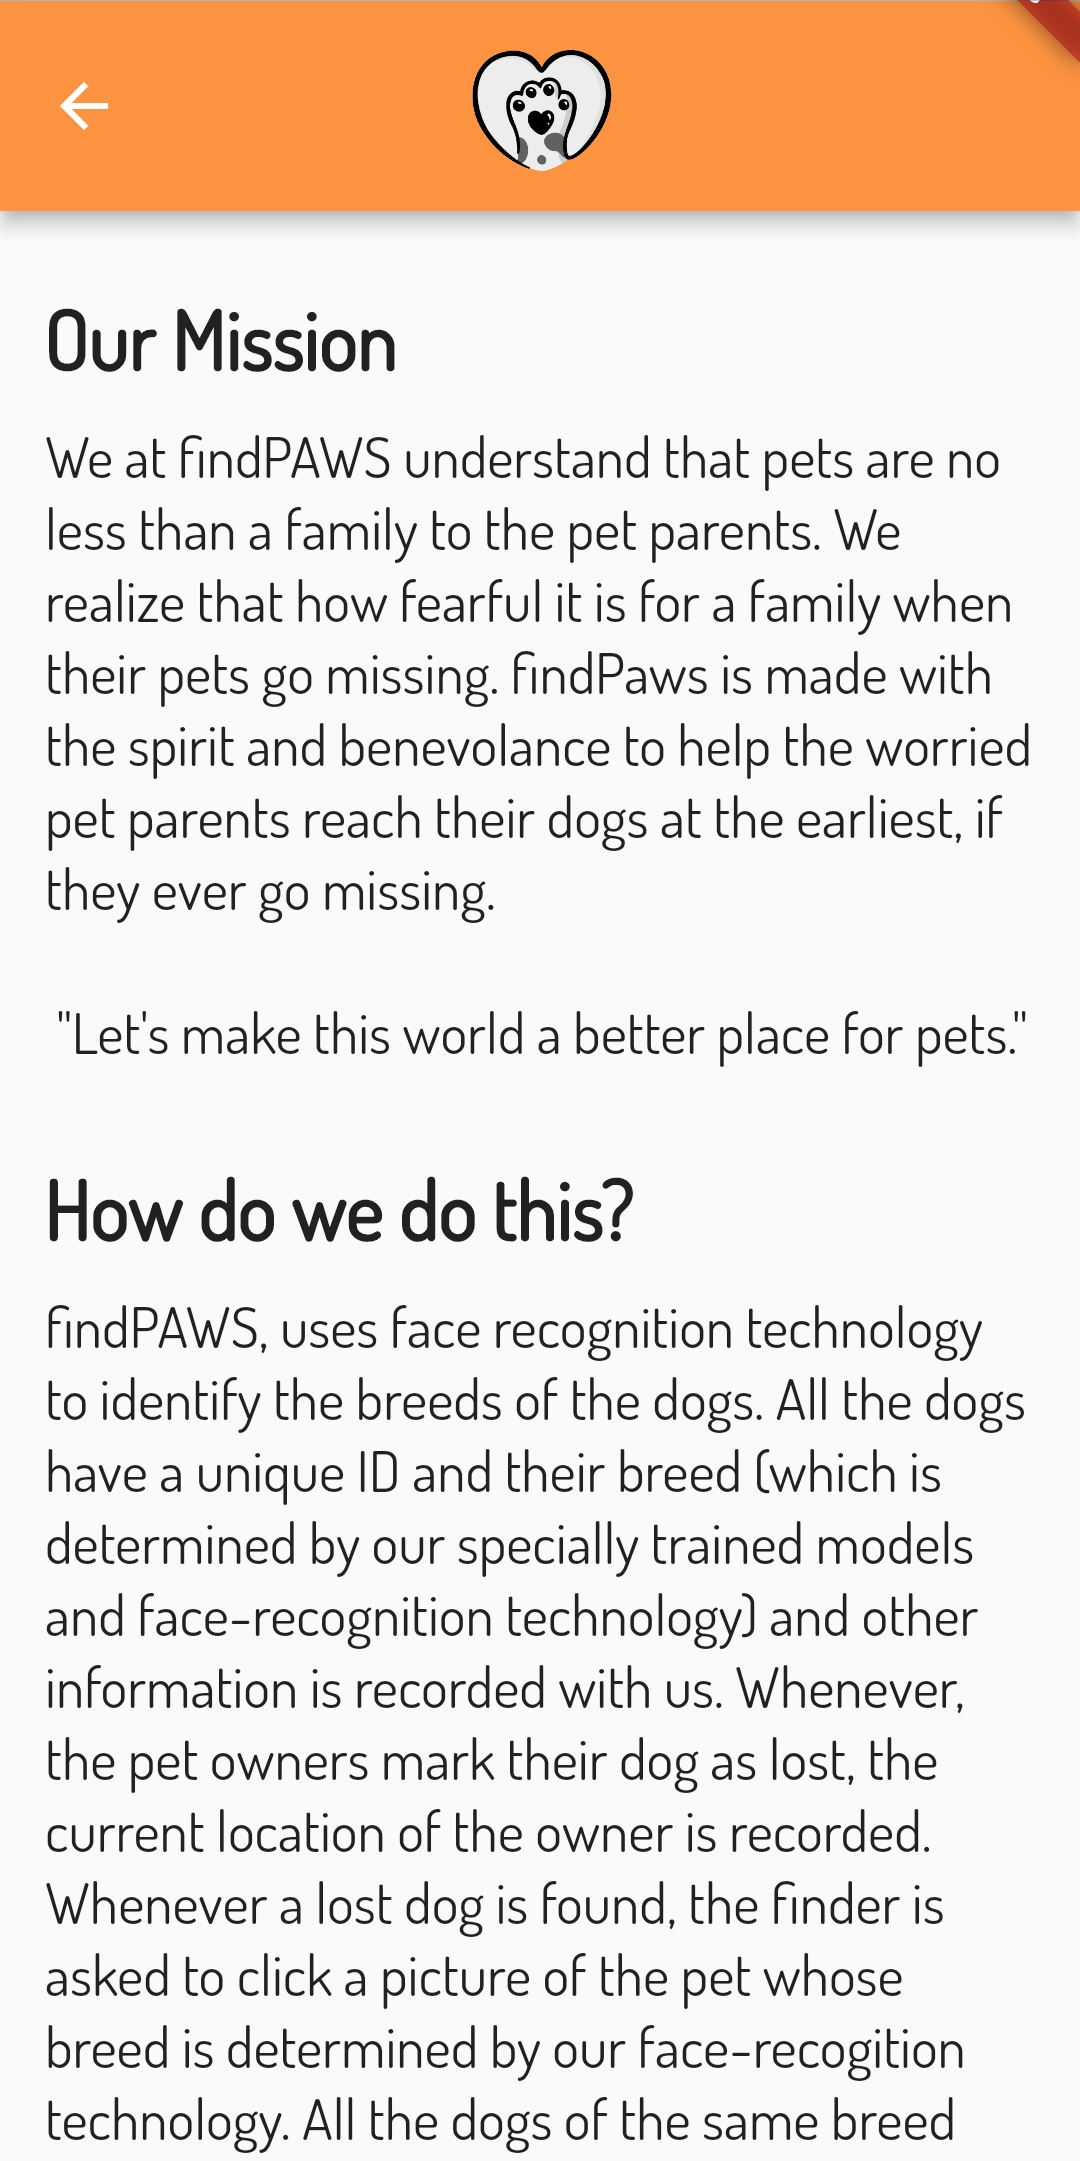 Our Mission
We at findPAWS understand that pets are no
less than a family to the pet parents. We
realize that how fearful it is for a family when
their pets go missing. findPaws is made with
the spirit and benevolance to help the worried
pet parents reach their dogs at the earliest, if
they ever go missing.
"Let's make this world a better place for pets."
How do we do this?
findPAWS, uses face recognition technology
to identify the breeds of the dogs. All the dogs
have a unique ID and their breed (which is
determined by our specially trained models
and face-recognition technology) and other
information is recorded with us. Whenever,
the pet owners mark their dog as lost, the
current location of the owner is recorded.
Whenever a lost dog is found, the finder is
asked to click a picture of the pet whose
breed is determined by our face-recogition
technology. All the dogs of the same breed